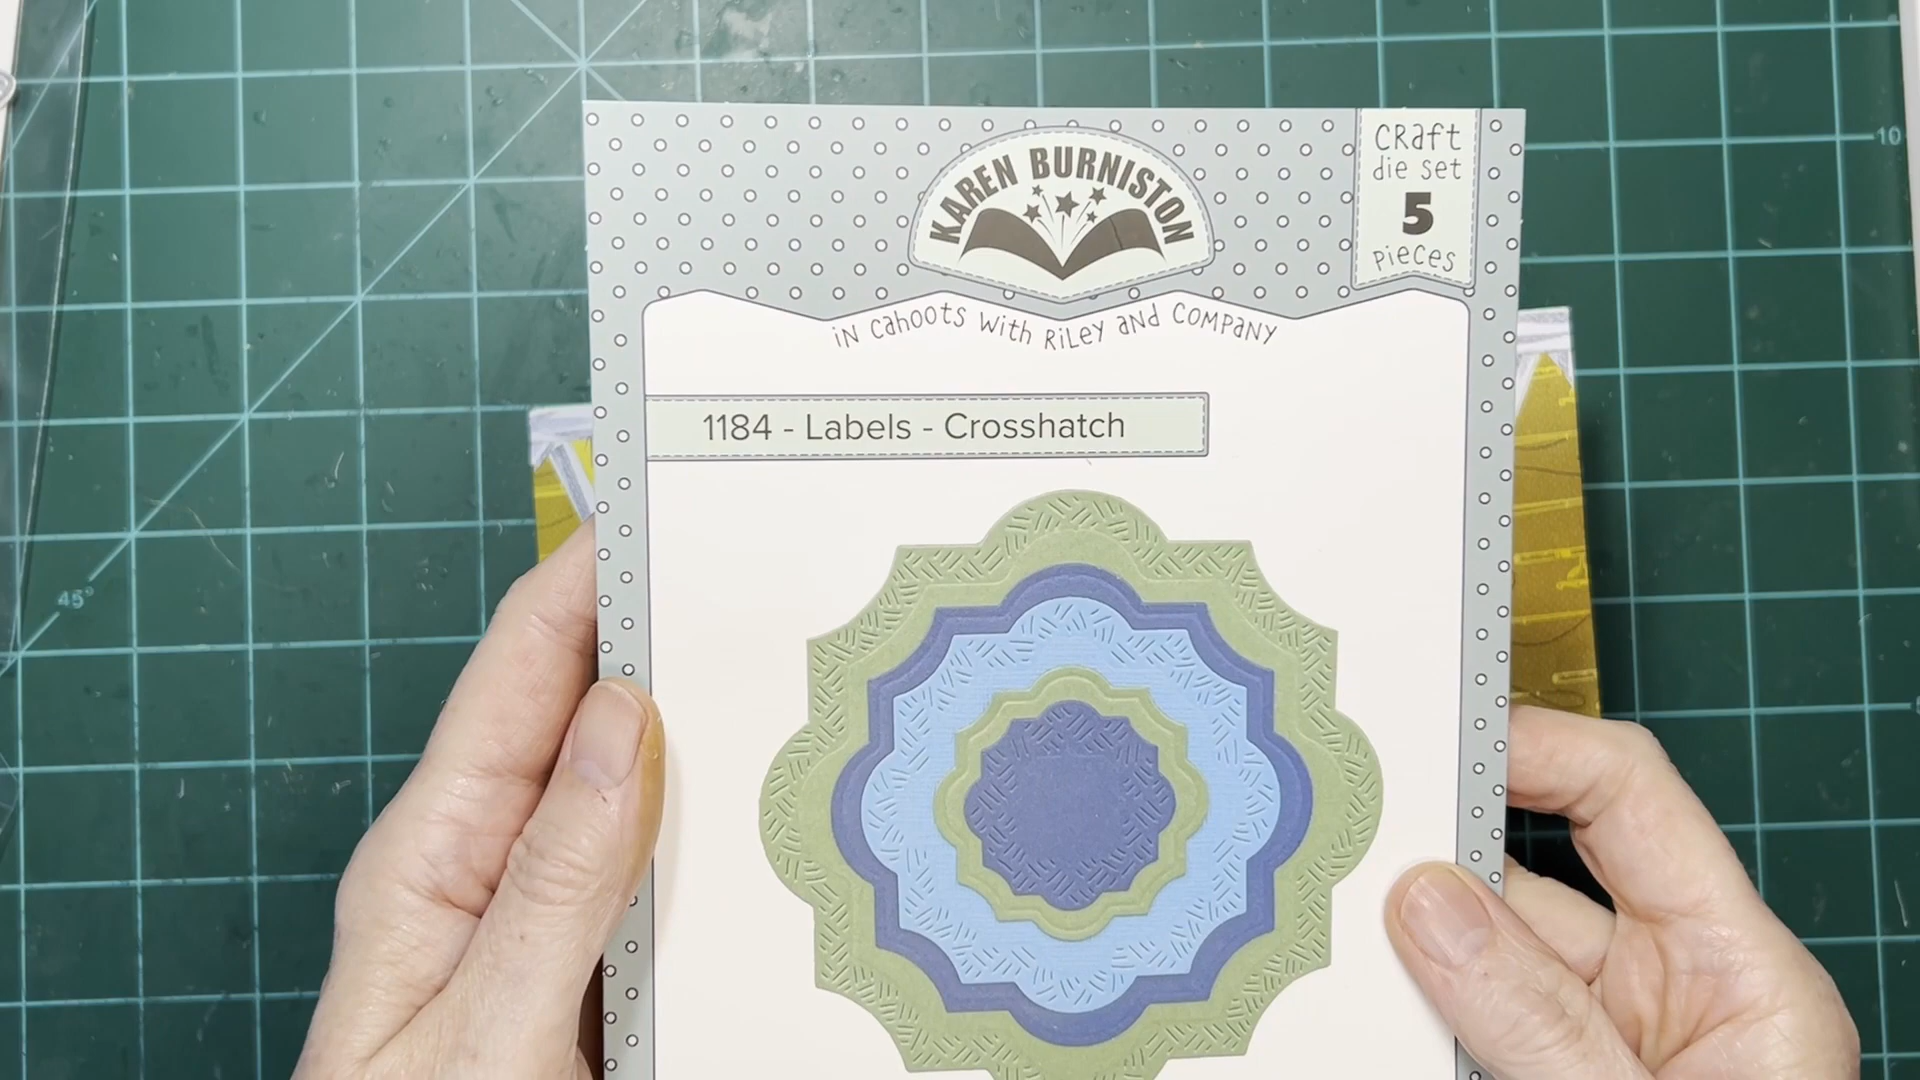 KAREN BURNISTON
CRaft
die set
5
pieces
iN cahoots with RiLey aNd COMPaNY
1184 - Labels - Crosshatch
10
45°